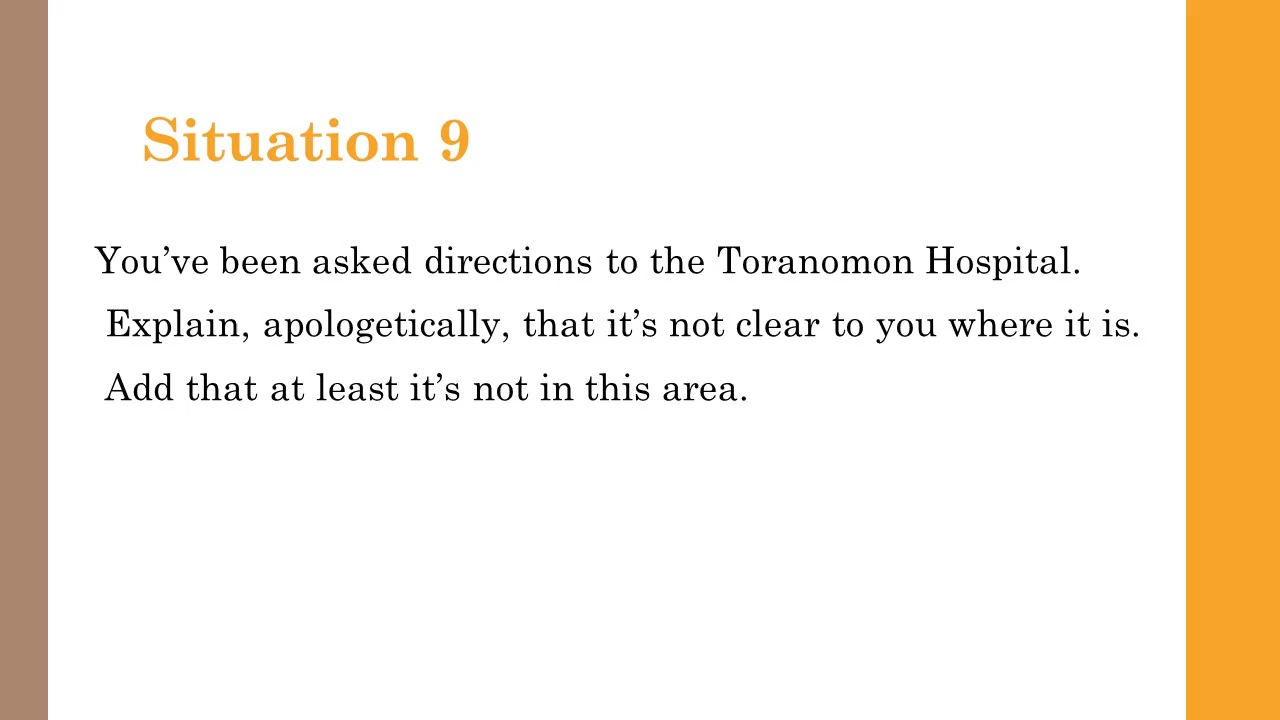 Situation 9
You’ve been asked directions to the Toranomon Hospital.
Explain, apologetically, that it’s not clear to you where it is.
Add that at least it’s not in this area.